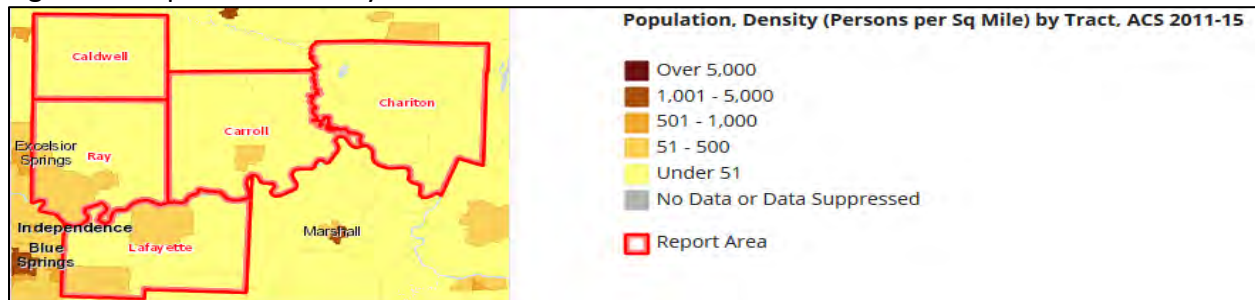 Population, Density (Persons per Sq Mile) by Tract, ACS 2011-15
Caldwell
Chariton
Carroll
Excelsior
Springs
Ray
Independence
Blue
Springs
Lafayette
Marshall
Over 5,000
1,001 - 5,000
501 - 1,000
51 - 500
Under 51
No Data or Data Suppressed
Report Area